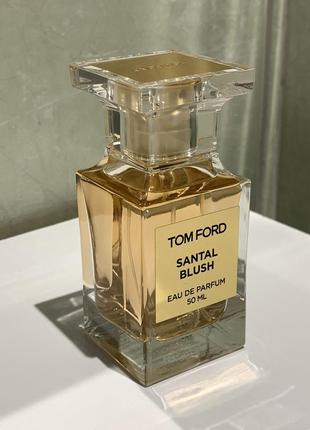 TOM FORD
SANTAL
BLUSH
EAU DE PARFUM
50 ML